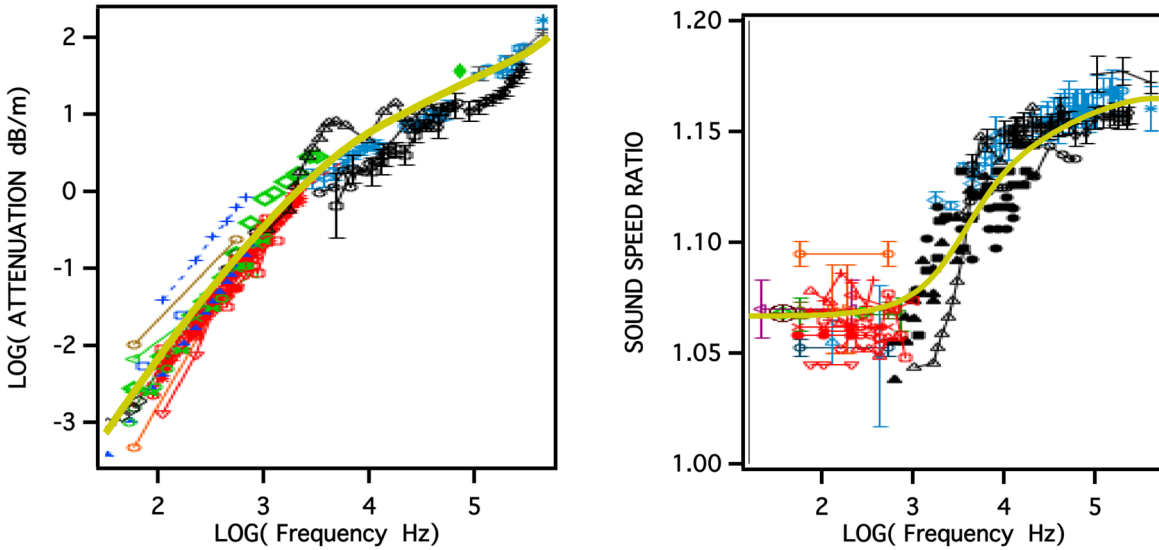 LOG( ATTENUATION dB/m)
2
1
0
-1
-2
-3
2 3 4 5
LOG( Frequency Hz)
SOUND SPEED RATIO
1.20
1.15
1.10
1.05
1.00
2 3 4 5
LOG( Frequency Hz)